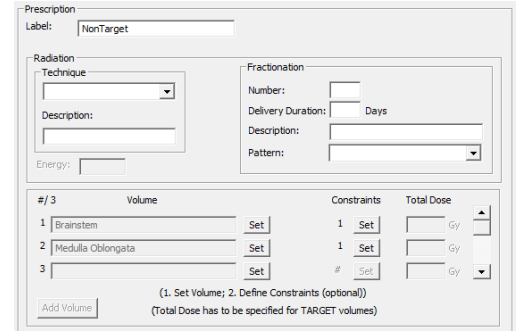 Prescription
Label: NonTarget
Radiation
Technique
Fractionation
Number:
Delivery Duration: Days
Description:
Description:
Pattern:
Energy:
#/ 3 Volume Constraints Total Dose
1 Brainstem Set 1 Set Gy
2 Medulla Oblongata Set 1 Set Gy
3 Set # Set Gy
(1. Set Volume; 2. Define Constraints (optional))
Add Volume (Total Dose has to be specified for TARGET volumes)